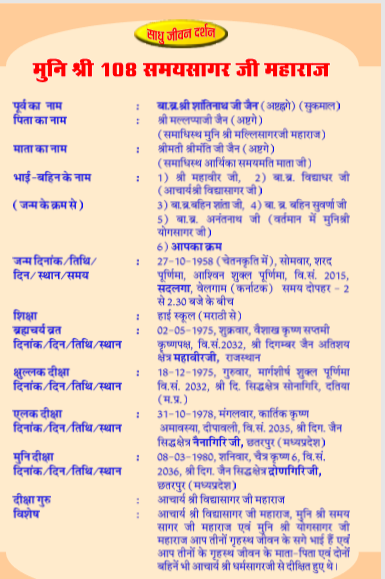 साधु जीवन दर्शन
मुनि श्री 108 समयसागर जी महाराज
पूर्व का नाम : बा.ब्र.श्री शांतिनाथ जी जैन (अष्टगे) (सुकमाल)
पिता का नाम : श्री मल्लप्पाजी जैन (अष्टगे)
(समाधिस्थ मुनि श्री मल्लिसागरजी महाराज)
माता का नाम : श्रीमती श्रीमंति जी जैन (अष्टगे)
(समाधिस्थ आर्यिका समयमति माता जी)
भाई-बहिन के नाम : 1) श्री महावीर जी, 2) बा.ब्र. विद्याधर जी
(आचार्यश्री विद्यासागर जी)
(जन्म के क्रम से) 3) बा.ब्र.बहिन शांता जी, 4) बा. ब्र. बहिन सुवर्णा जी
5) बा.ब्र. अनंतनाथ जी (वर्तमान में मुनिश्री
योगसागर जी)
6) आपका क्रम
जन्म दिनांक/तिथि/ : 27-10-1958 (चेतनकृति में), सोमवार, शरद
दिन/स्थान/समय पूर्णिमा, आश्विन शुक्ल पूर्णिमा, वि.सं. 2015,
सदलगा, वेलगाम (कर्नाटक) समय दोपहर - 2
से 2.30 बजे के बीच
शिक्षा : हाई स्कूल (मराठी से)
ब्रह्मचर्य व्रत : 02-05-1975, शुक्रवार, वैशाख कृष्ण सप्तमी
दिनांक/दिन/तिथि/स्थान कृष्णपक्ष, वि.सं.2032, श्री दिगम्बर जैन अतिशय
क्षेत्र महावीरजी, राजस्थान
क्षुल्लक दीक्षा : 18-12-1975, गुरुवार, मार्गशीर्ष शुक्ल पूर्णिमा
दिनांक/दिन/तिथि/स्थान वि.सं. 2032, श्री दि. सिद्धक्षेत्र सोनागिरि, दतिया
(म.प्र.)
एलक दीक्षा : 31-10-1978, मंगलवार, कार्तिक कृष्ण
दिनांक/दिन/तिथि/स्थान अमावस्या, दीपावली, वि.सं. 2035, श्री दिग. जैन
सिद्धक्षेत्र नैनागिरि जी, छतरपुर (मध्यप्रदेश)
मुनि दीक्षा : 08-03-1980, शनिवार, चैत्र कृष्ण 6, वि.सं.
दिनांक/दिन/तिथि/स्थान 2036, श्री दिग. जैन सिद्धक्षेत्र द्रोणगिरि जी,
छतरपुर (मध्यप्रदेश)
दीक्षा गुरु : आचार्य श्री विद्यासागर जी महाराज
विशेष : आचार्य श्री विद्यासागर जी महाराज, मुनि श्री समय
सागर जी महाराज एवं मुनि श्री योगसागर जी
महाराज आप तीनों गृहस्थ जीवन के सगे भाई हैं एवं
आप तीनों के गृहस्थ जीवन के माता-पिता एवं दोनों
बहिनें भी आचार्य श्री धर्मसागरजी से दीक्षित हुए थे।